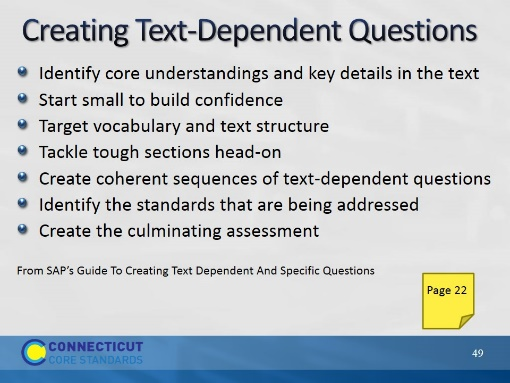 Creating Text-Dependent Questions
Identify core understandings and key details in the text
Start small to build confidence
Target vocabulary and text structure
Tackle tough sections head-on
Create coherent sequences of text-dependent questions
Identify the standards that are being addressed
Create the culminating assessment
From SAP's Guide To Creating Text Dependent And Specific Questions
Page 22
CONNECTICUT
CORE STANDARDS
49